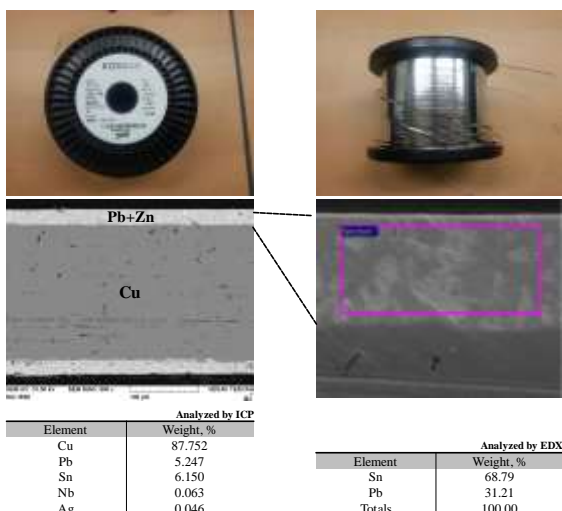 Pb+Zn
Cu
Analyzed by ICP
Element Weight, %
Cu 87.752
Pb 5.247
Sn 6.150
Nb 0.063
Ag 0.046
Analyzed by EDX
Element Weight, %
Sn 68.79
Pb 31.21
Totals 100.00